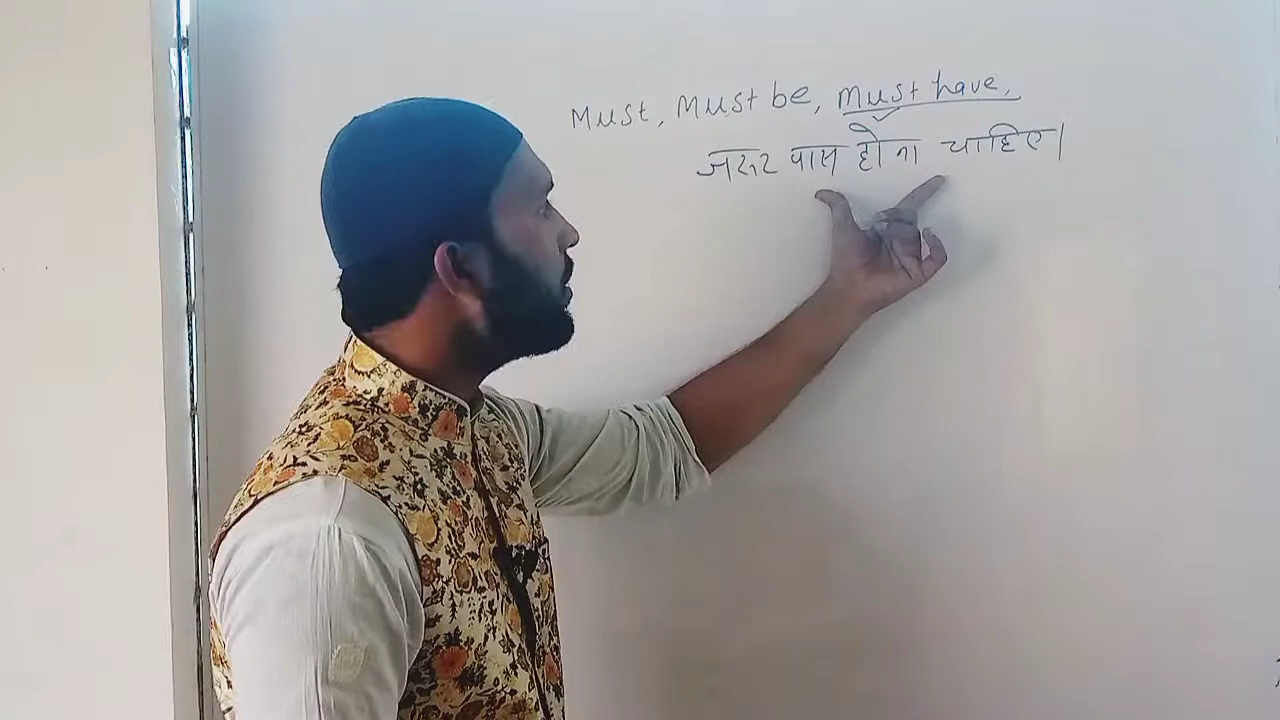 Must, Must be, must have,
जरूर पास होना चाहिए।